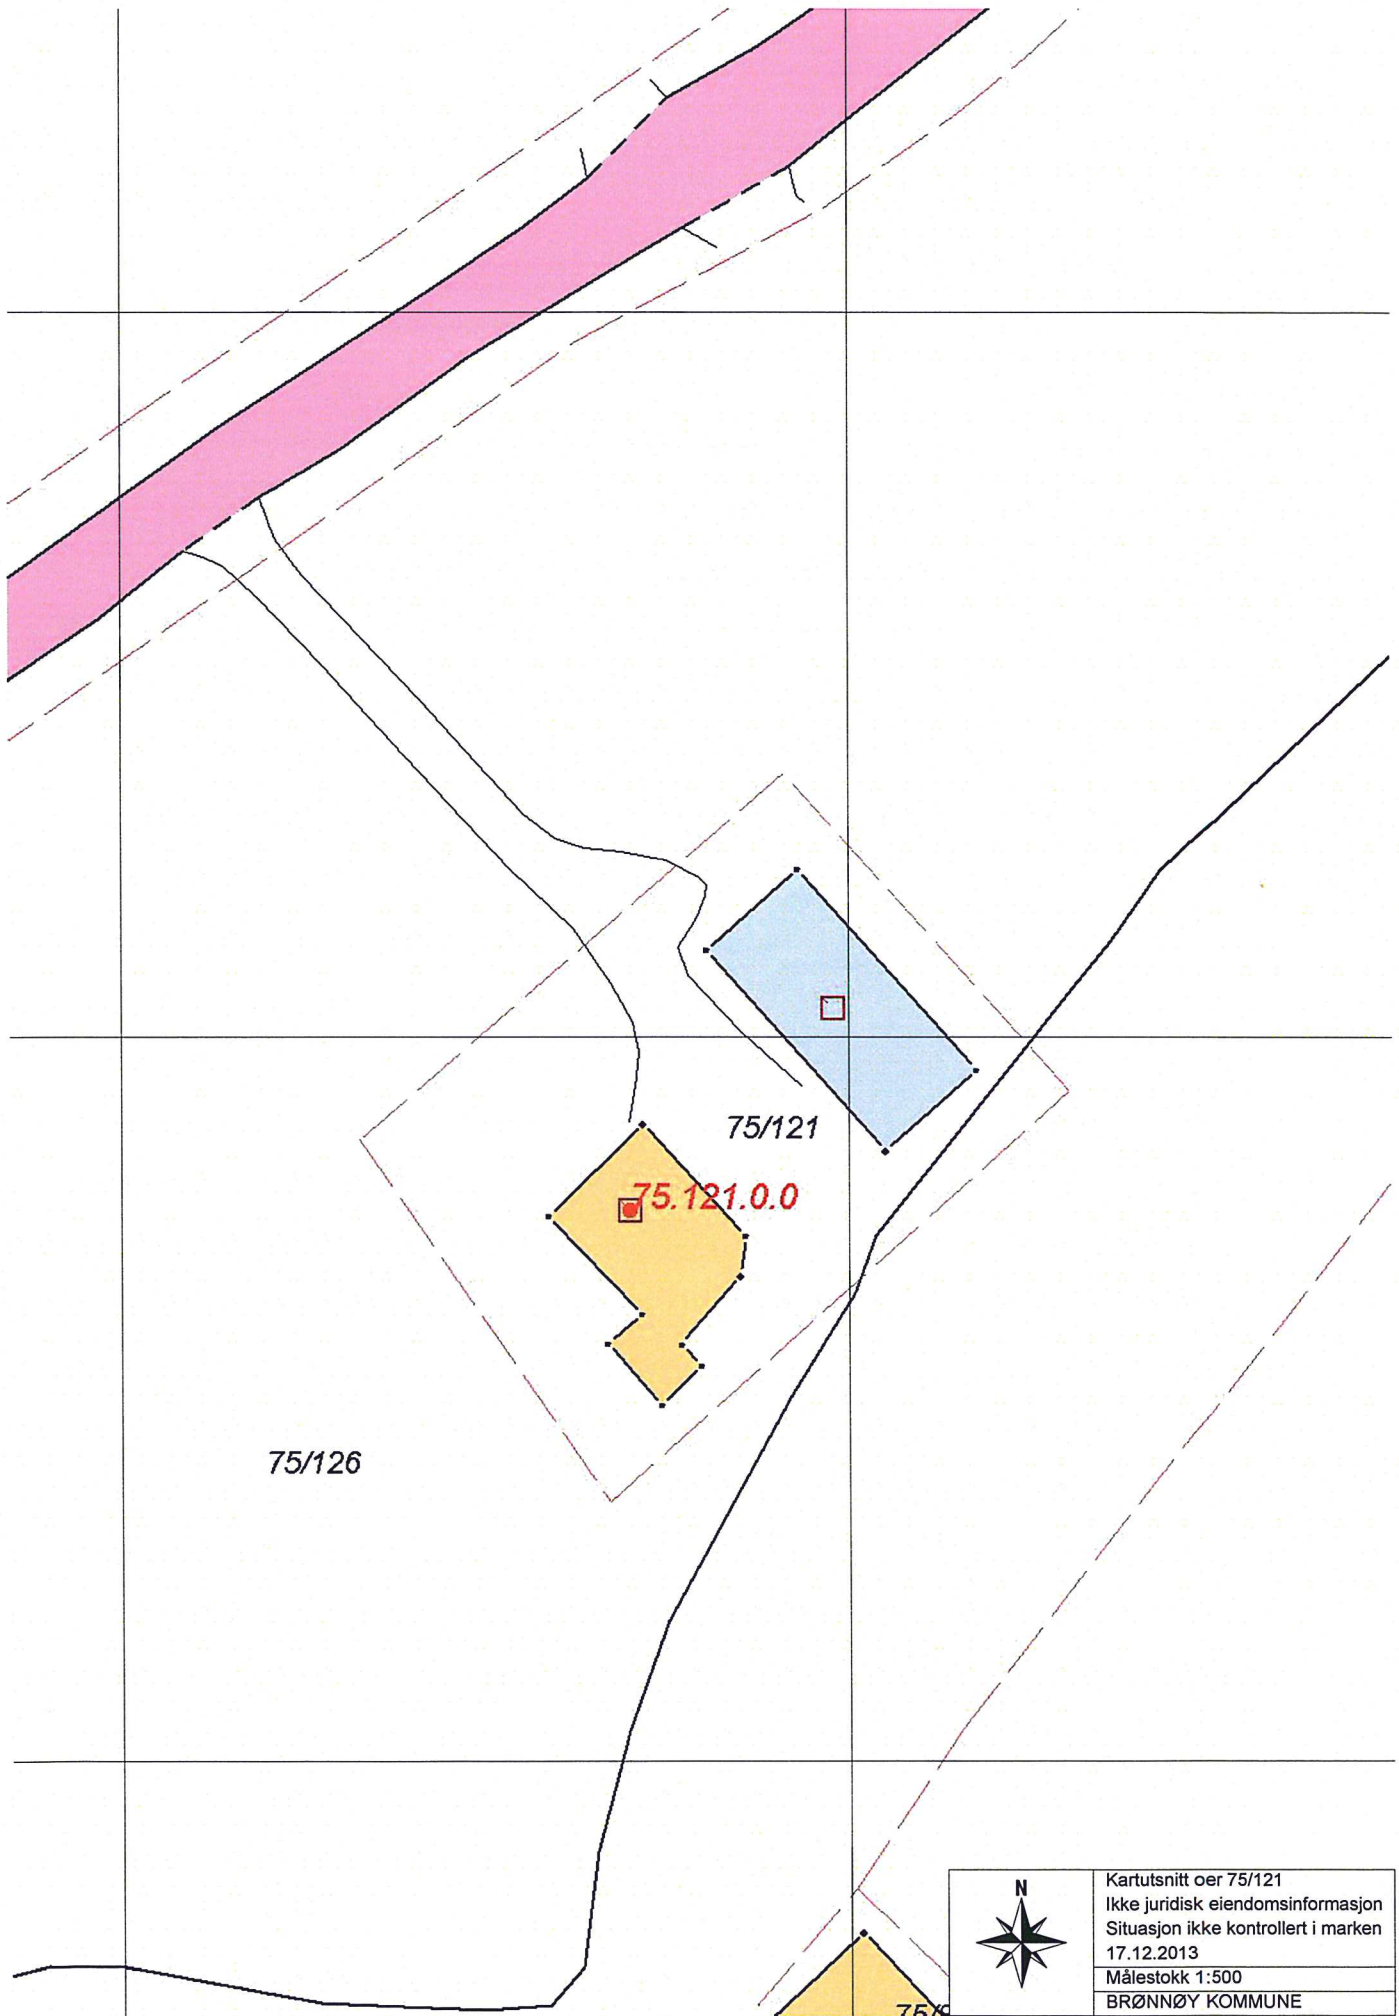 75/121
75.121.0.0
75/126
N
Kartutsnitt oer 75/121
Ikke juridisk eiendomsinformasjon
Situasjon ikke kontrollert i marken
17.12.2013
Målestokk 1:500
BRØNNØY KOMMUNE